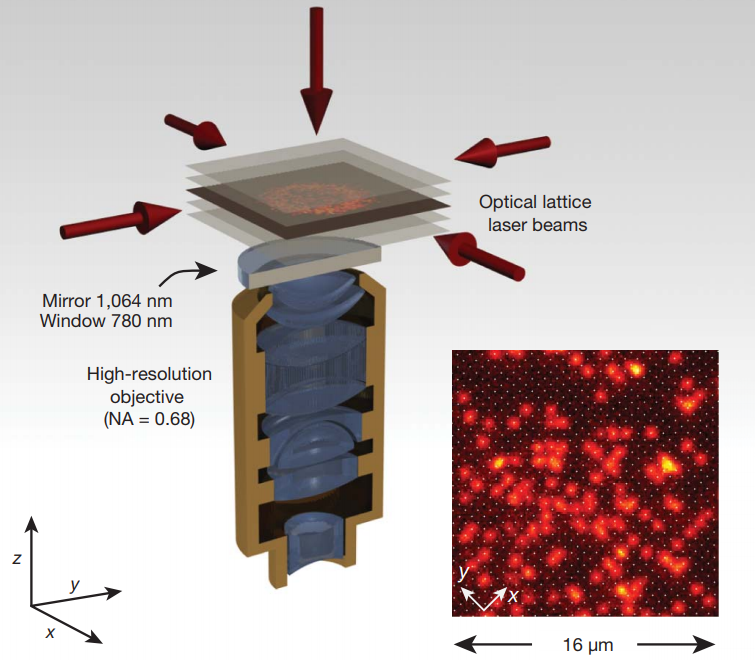 Optical lattice
laser beams
Mirror 1,064 nm
Window 780 nm
High-resolution
objective
(NA = 0.68)
z
y
x
y
x
16 µm